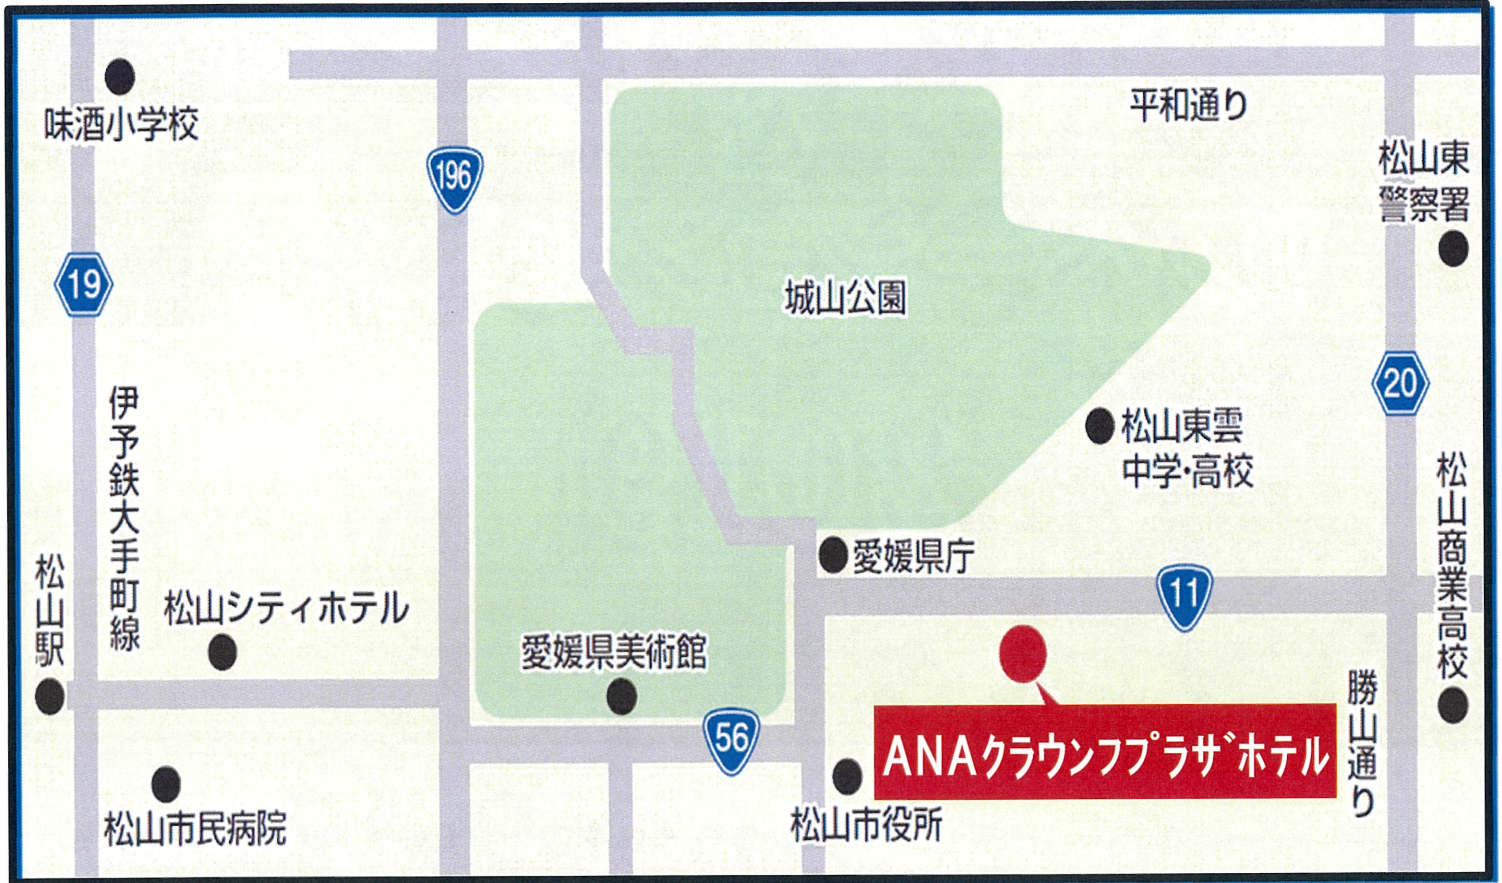 味酒小学校
平和通り
松山東
警察署
196
19
城山公園
20
伊予鉄大手町線
松山東雲
中学・高校
松山商業高校
愛媛県庁
松山駅
松山シティホテル
11
愛媛県美術館
勝山通り
56
ANAクラウンフプラザホテル
松山市民病院
松山市役所